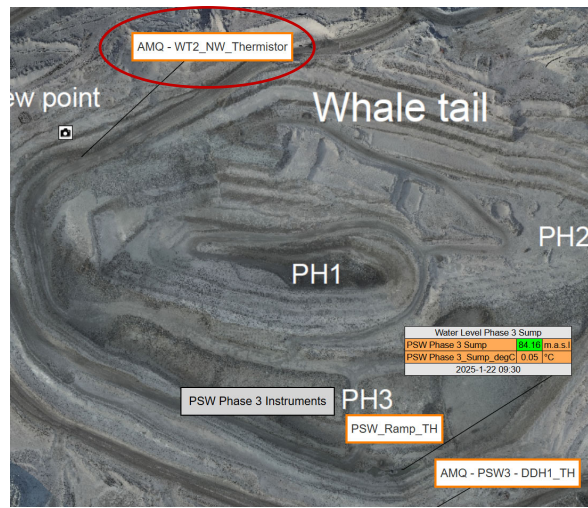 AMQ - WT2_NW_Thermistor
ew point
Whale tail
PH2
PH1
Water Level Phase 3 Sump
PSW Phase 3 Sump 84.16 m.a.s.l
PSW Phase 3_Sump_degC 0.05 °C
2025-1-22 09:30
PSW Phase 3 Instruments
PH3
PSW_Ramp_TH
AMQ - PSW3 - DDH1_TH